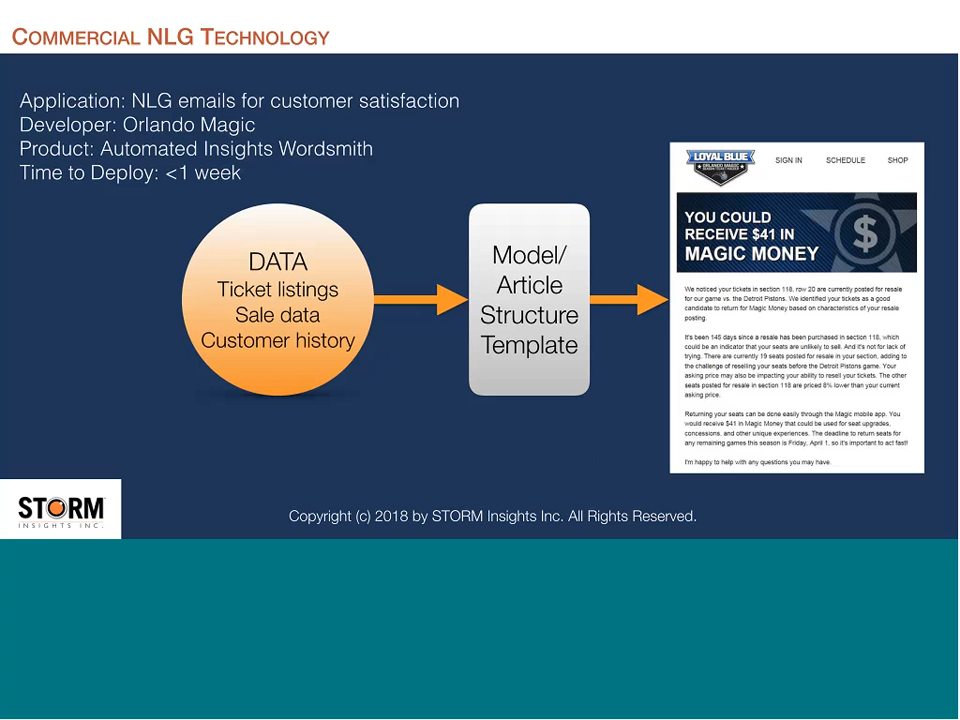 COMMERCIAL NLG TECHNOLOGY
Application: NLG emails for customer satisfaction
Developer: Orlando Magic
Product: Automated Insights Wordsmith
Time to Deploy: <1 week
DATA
Ticket listings
Sale data
Customer history
Model/
Article
Structure
Template
LOYAL BLUE
ORLANDO MAGIC
SIGN IN SCHEDULE SHOP
YOU COULD
RECEIVE $41 IN
MAGIC MONEY
$
We noticed your tickets in section 118, row 20 are currently posted for resale
for our game vs. the Detroit Pistons. We identified your tickets as a good
candidate to return for Magic Money based on characteristics of your resale
posting.
It's been 145 days since a resale has been purchased in section 118, which
could be an indicator that your seats are unlikely to sell. And it's not for lack of
trying. There are currently 19 seats posted for resale in your section, adding to
the challenge of reselling your seats before the Detroit Pistons game. Your
asking price may also be impacting your ability to resell your tickets. The other
seats posted for resale in section 118 are priced 8% lower than your current
asking price.
Returning your seats can be done easily through the Magic mobile app. You
would receive $41 in Magic Money that could be used for seat upgrades,
concessions, and other unique experiences. The deadline to return seats for
any remaining games this season is Friday, April 1, so it's important to act fast!
I'm happy to help with any questions you may have.
STORM
INSIGHTS INC.
Copyright (c) 2018 by STORM Insights Inc. All Rights Reserved.